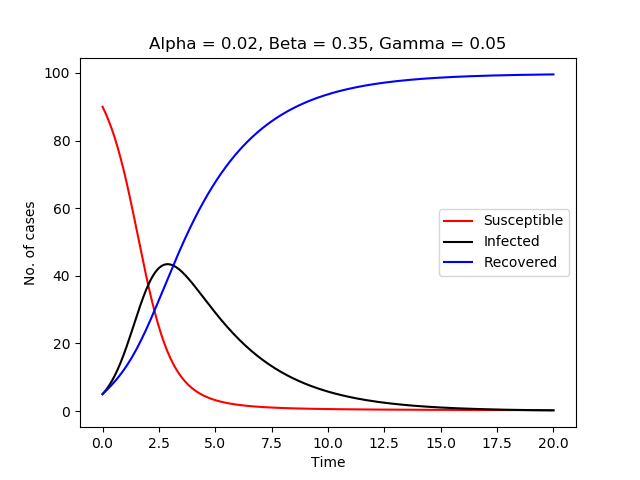 Alpha = 0.02, Beta = 0.35, Gamma = 0.05
100
80
60
40
20
0
No. of cases
Susceptible
Infected
Recovered
0.0 2.5 5.0 7.5 10.0 12.5 15.0 17.5 20.0
Time